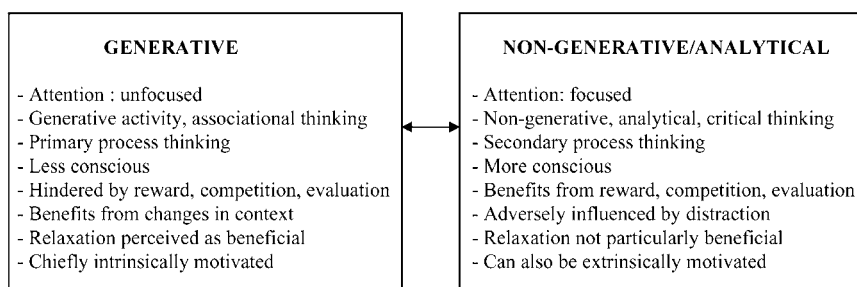 GENERATIVE
- Attention : unfocused
- Generative activity, associational thinking
- Primary process thinking
- Less conscious
- Hindered by reward, competition, evaluation
- Benefits from changes in context
- Relaxation perceived as beneficial
- Chiefly intrinsically motivated
NON-GENERATIVE/ANALYTICAL
- Attention: focused
- Non-generative, analytical, critical thinking
- Secondary process thinking
- More conscious
- Benefits from reward, competition, evaluation
- Adversely influenced by distraction
- Relaxation not particularly beneficial
- Can also be extrinsically motivated